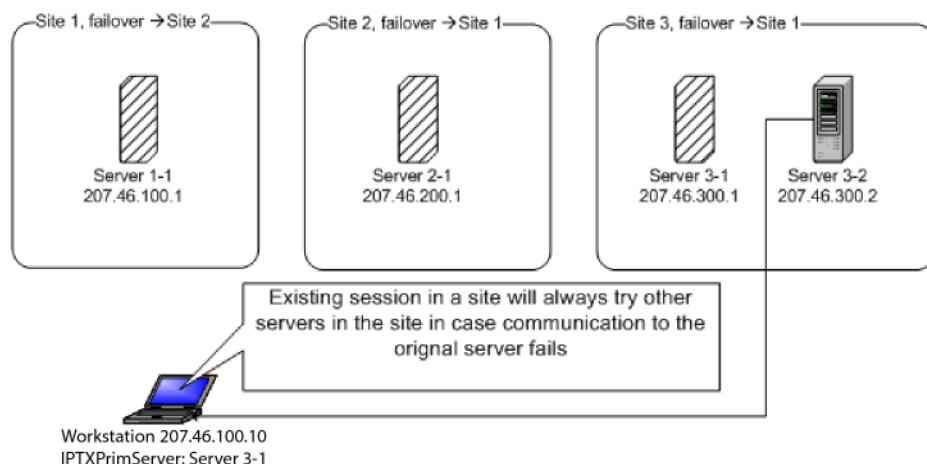 Site 1, failover → Site 2
Site 2, failover → Site 1
Site 3, failover → Site 1
Server 1-1
207.46.100.1
Server 2-1
207.46.200.1
Server 3-1
207.46.300.1
Server 3-2
207.46.300.2
Existing session in a site will always try other
servers in the site in case communication to the
orignal server fails
Workstation 207.46.100.10
IPTXPrimServer: Server 3-1